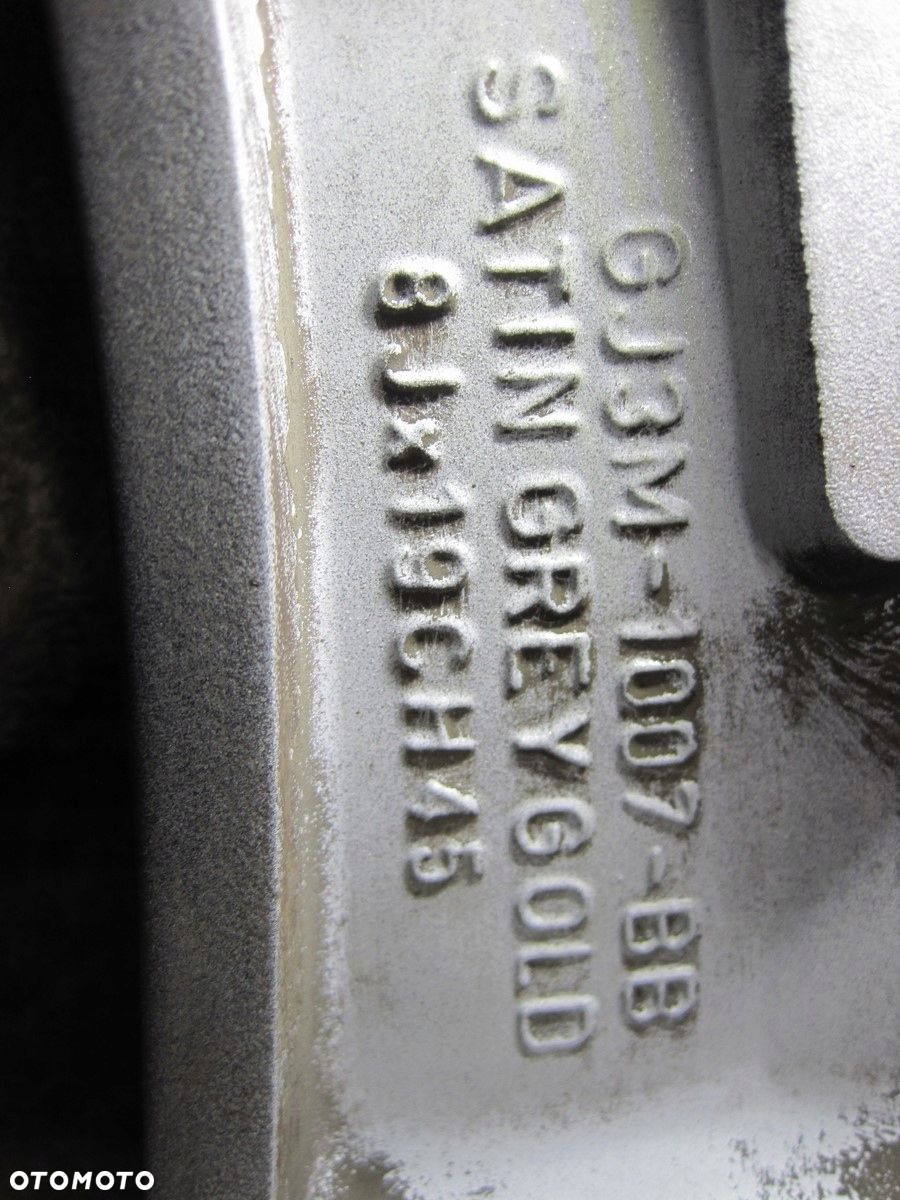 GJ3M-1007-BB
SATIN GREY GOLD
8Jx19CH45
OTOMOTO